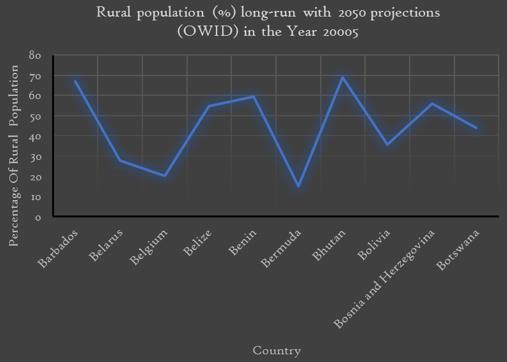 Rural population (%) long-run with 2050 projections
(OWID) in the Year 20005
Percentage Of Rural Population
80
70
60
50
40
30
20
10
0
Barbados
Belarus
Belgium
Belize
Benin
Bermuda
Bhutan
Bolivia
Bosnia and Herzegovina
Botswana
Country